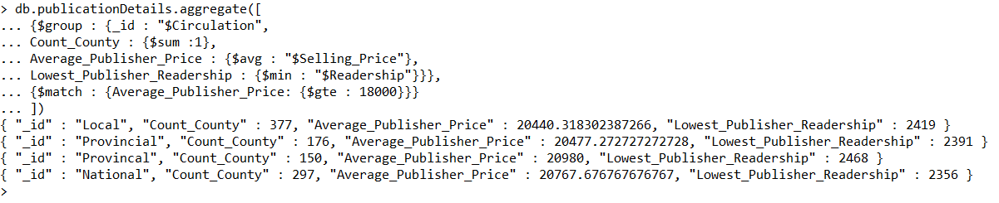 > db.publicationDetails.aggregate([
... {$group : {_id : "$Circulation",
... Count_County : {$sum :1},
... Average_Publisher_Price : {$avg : "$Selling_Price"},
... Lowest_Publisher_Readership : {$min : "$Readership"}}},
... {$match : {Average_Publisher_Price: {$gte : 18000}}}
... ])
{ "_id" : "Local", "Count_County" : 377, "Average_Publisher_Price" : 20440.318302387266, "Lowest_Publisher_Readership" : 2419 }
{ "_id" : "Provincial", "Count_County" : 176, "Average_Publisher_Price" : 20477.272727272728, "Lowest_Publisher_Readership" : 2391 }
{ "_id" : "Provincal", "Count_County" : 150, "Average_Publisher_Price" : 20980, "Lowest_Publisher_Readership" : 2468 }
{ "_id" : "National", "Count_County" : 297, "Average_Publisher_Price" : 20767.676767676767, "Lowest_Publisher_Readership" : 2356 }
>